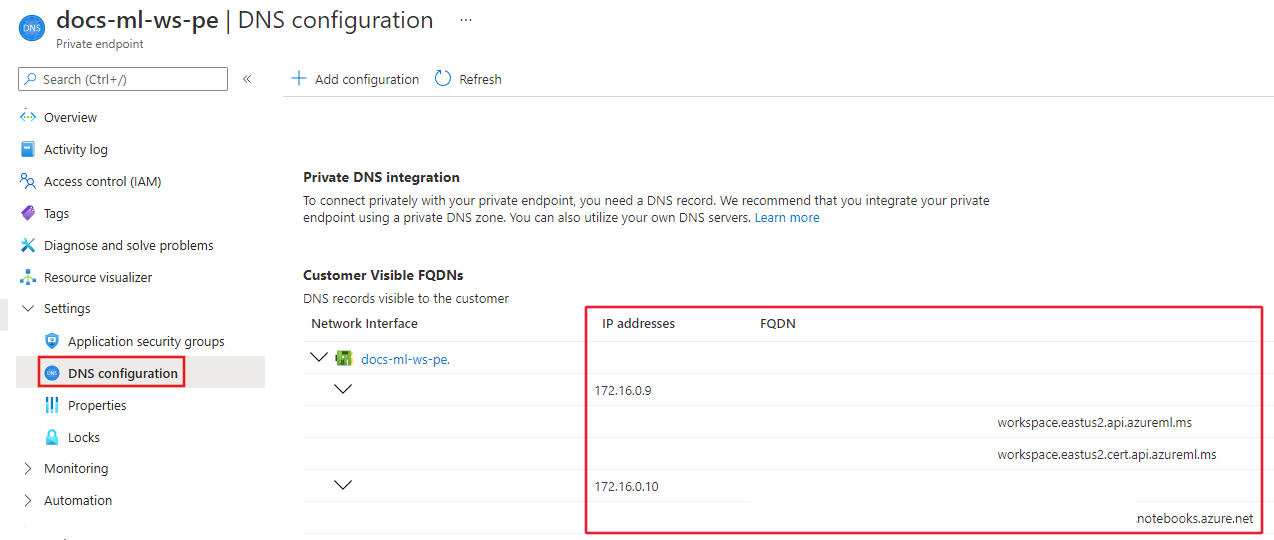 docs-ml-ws-pe | DNS configuration ...
DNS
Private endpoint
Search (Ctrl+/)
«
Add configuration
Refresh
Overview
Activity log
Access control (IAM)
Tags
Diagnose and solve problems
Resource visualizer
Settings
Application security groups
DNS configuration
Properties
Locks
Monitoring
Automation
Private DNS integration
To connect privately with your private endpoint, you need a DNS record. We recommend that you integrate your private
endpoint using a private DNS zone. You can also utilize your own DNS servers. Learn more
Customer Visible FQDNs
DNS records visible to the customer
Network Interface IP addresses FQDN
docs-ml-ws-pe.
172.16.0.9
workspace.eastus2.api.azureml.ms
workspace.eastus2.cert.api.azureml.ms
172.16.0.10
.notebooks.azure.net